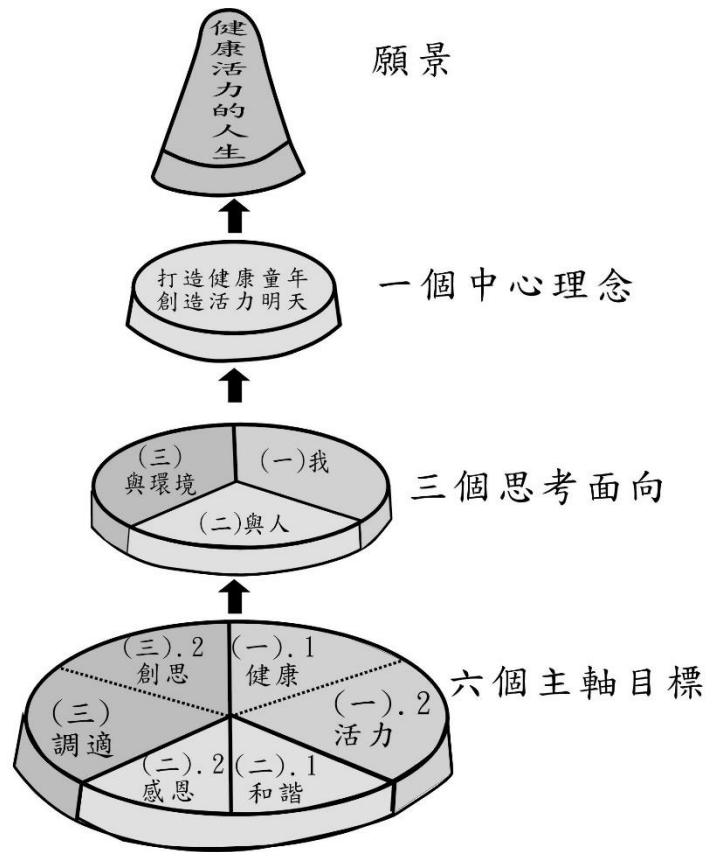 健康活力的人生
願景
打造健康童年
創造活力明天
一個中心理念
(三)
與環境
(一)我
(二)與人
三個思考面向
(三).2
創思
(一).1
健康
(三)
調適
(一).2
活力
(二).2
感恩
(二).1
和諧
六個主軸目標